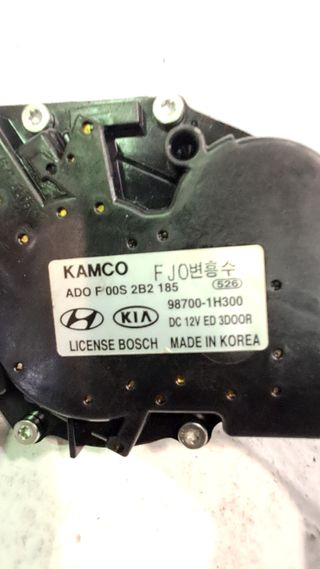 KAMCO FJO변흥수
ADO F 00S 2B2 185 526
98700-1H300
KIA DC 12V ED 3DOOR
LICENSE BOSCH MADE IN KOREA